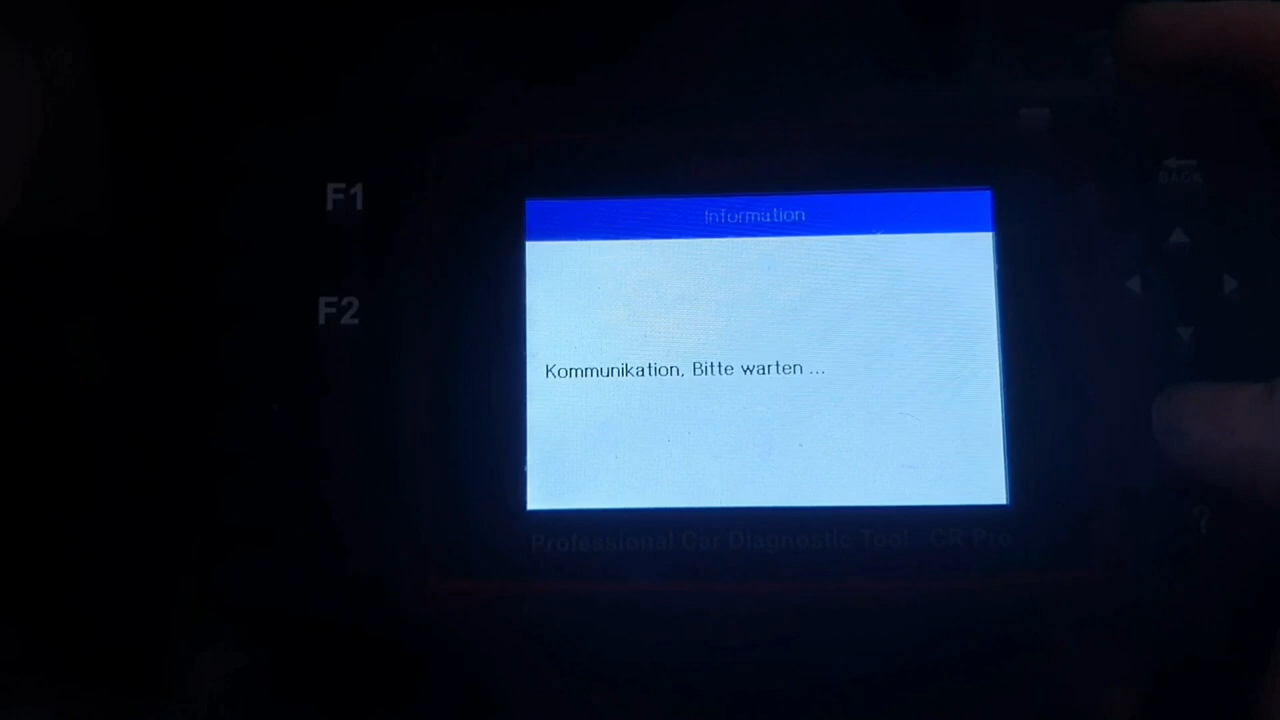 BACK
F1
Information
F2
Kommunikation, Bitte warten ...
?
Professional Car Diagnostic Tool CR Pro